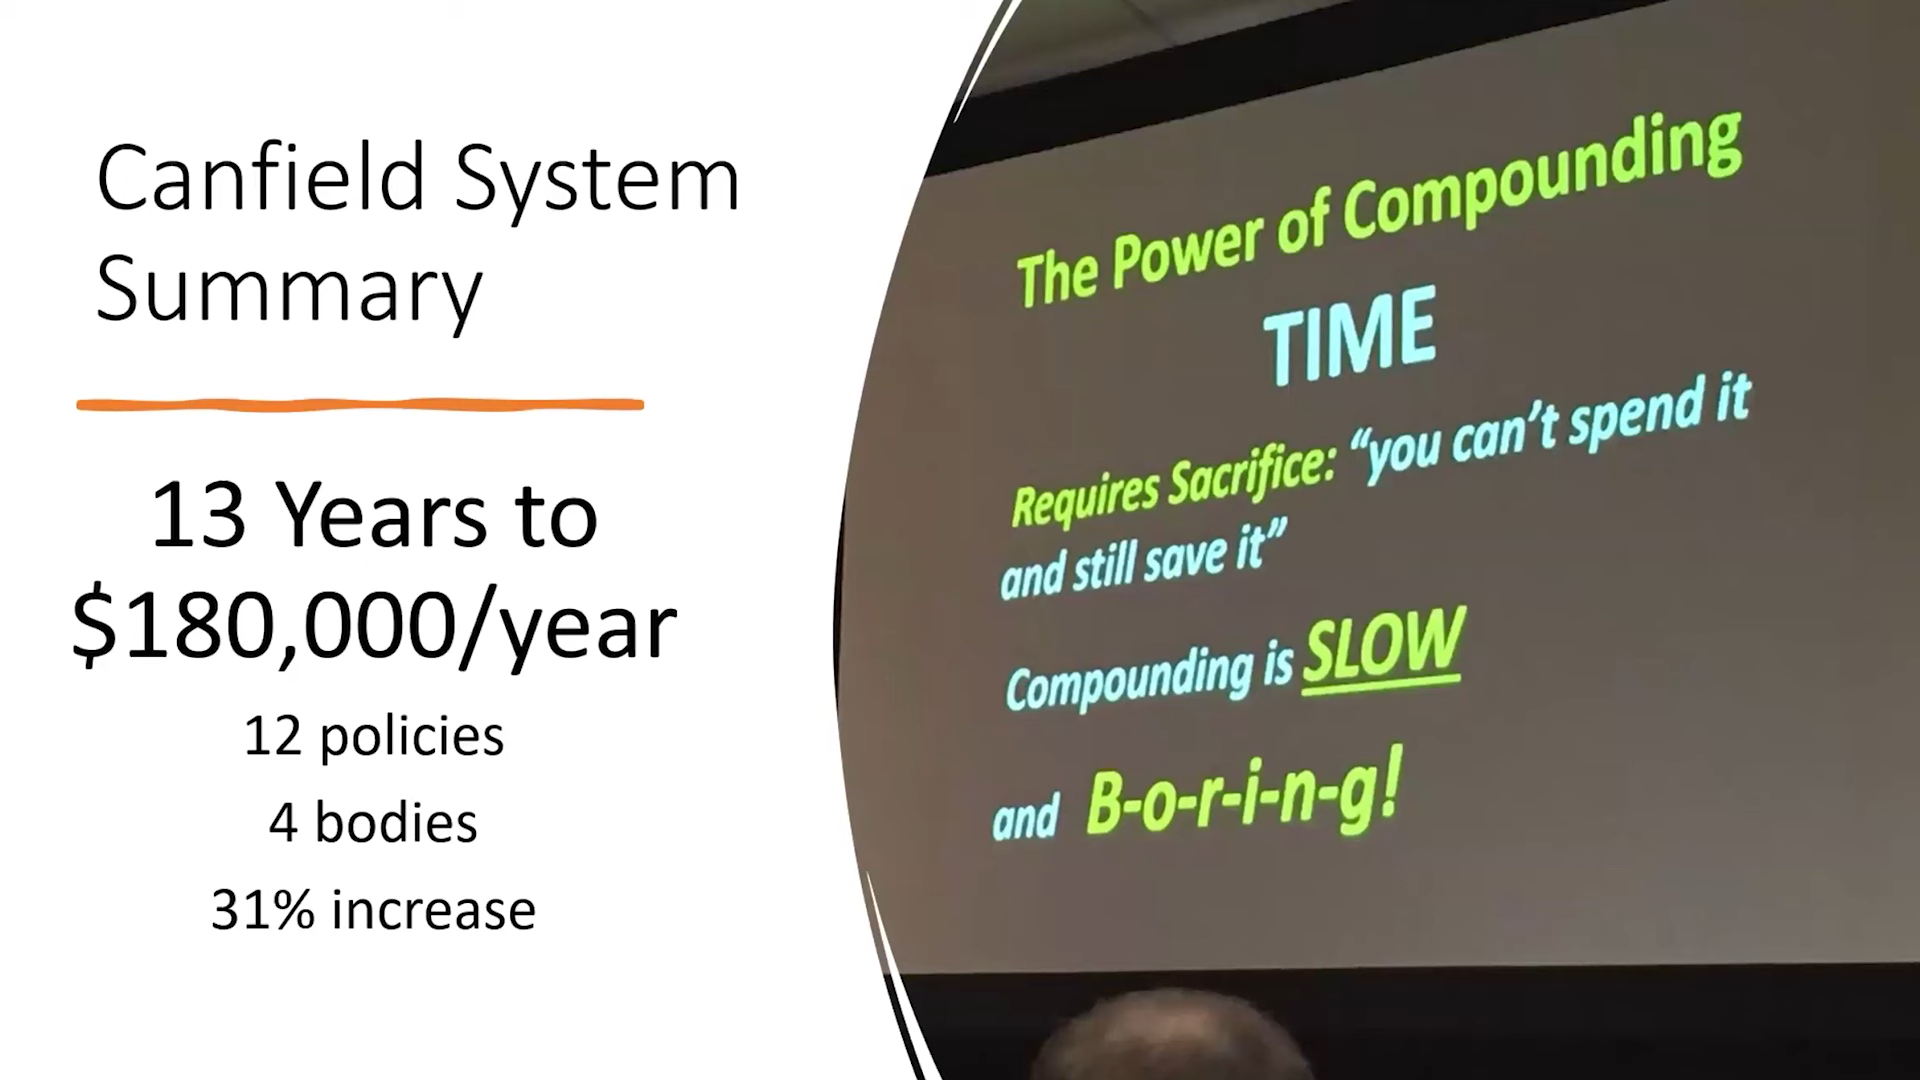 Canfield System
Summary
13 Years to
$180,000/year
12 policies
4 bodies
31% increase
The Power of Compounding
TIME
Requires Sacrifice: “you can’t spend it
and still save it”
Compounding is SLOW
and B-o-r-i-n-g!